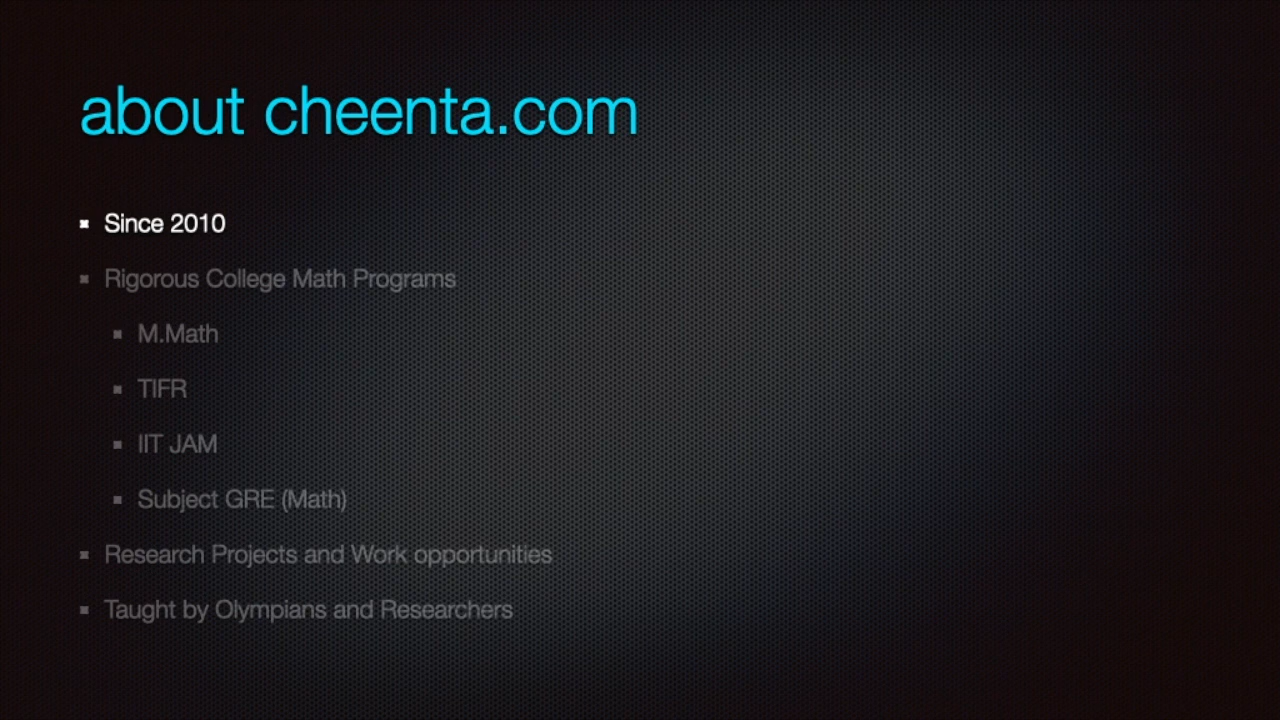 about cheenta.com
Since 2010
Rigorous College Math Programs
M.Math
TIFR
IIT JAM
Subject GRE (Math)
Research Projects and Work opportunities
Taught by Olympians and Researchers